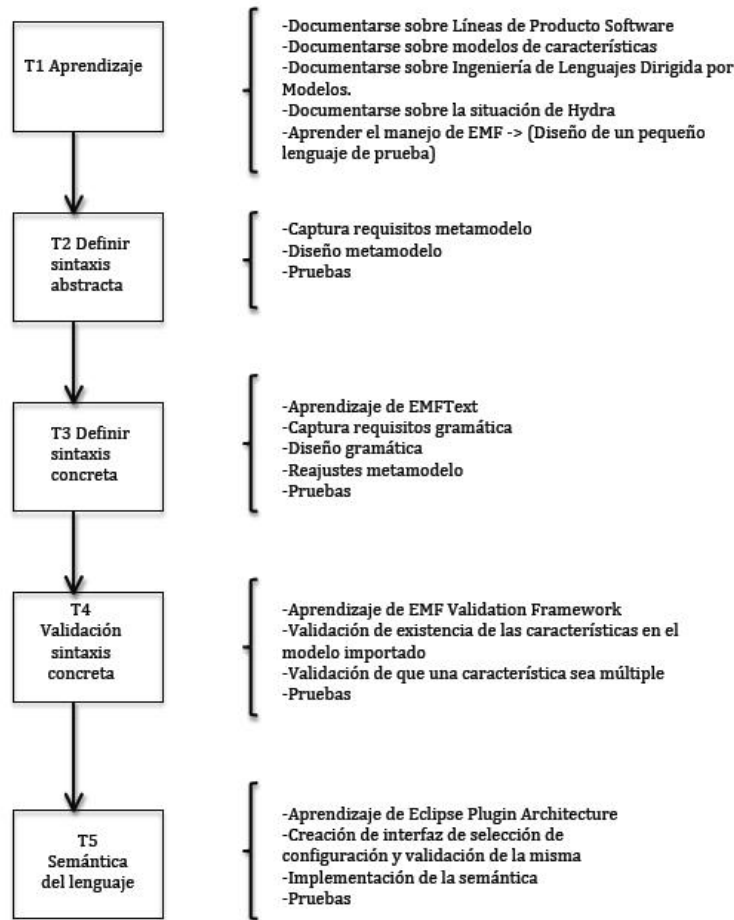 T1 Aprendizaje
-Documentarse sobre Líneas de Producto Software
-Documentarse sobre modelos de características
-Documentarse sobre Ingeniería de Lenguajes Dirigida por
Modelos.
-Documentarse sobre la situación de Hydra
-Aprender el manejo de EMF -> (Diseño de un pequeño
lenguaje de prueba)
T2 Definir
sintaxis
abstracta
-Captura requisitos metamodelo
-Diseño metamodelo
-Pruebas
T3 Definir
sintaxis
concreta
-Aprendizaje de EMFText
-Captura requisitos gramática
-Diseño gramática
-Reajustes metamodelo
-Pruebas
T4
Validación
sintaxis
concreta
-Aprendizaje de EMF Validation Framework
-Validación de existencia de las características en el
modelo importado
-Validación de que una característica sea múltiple
-Pruebas
T5
Semántica
del lenguaje
-Aprendizaje de Eclipse Plugin Architecture
-Creación de interfaz de selección de
configuración y validación de la misma
-Implementación de la semántica
-Pruebas